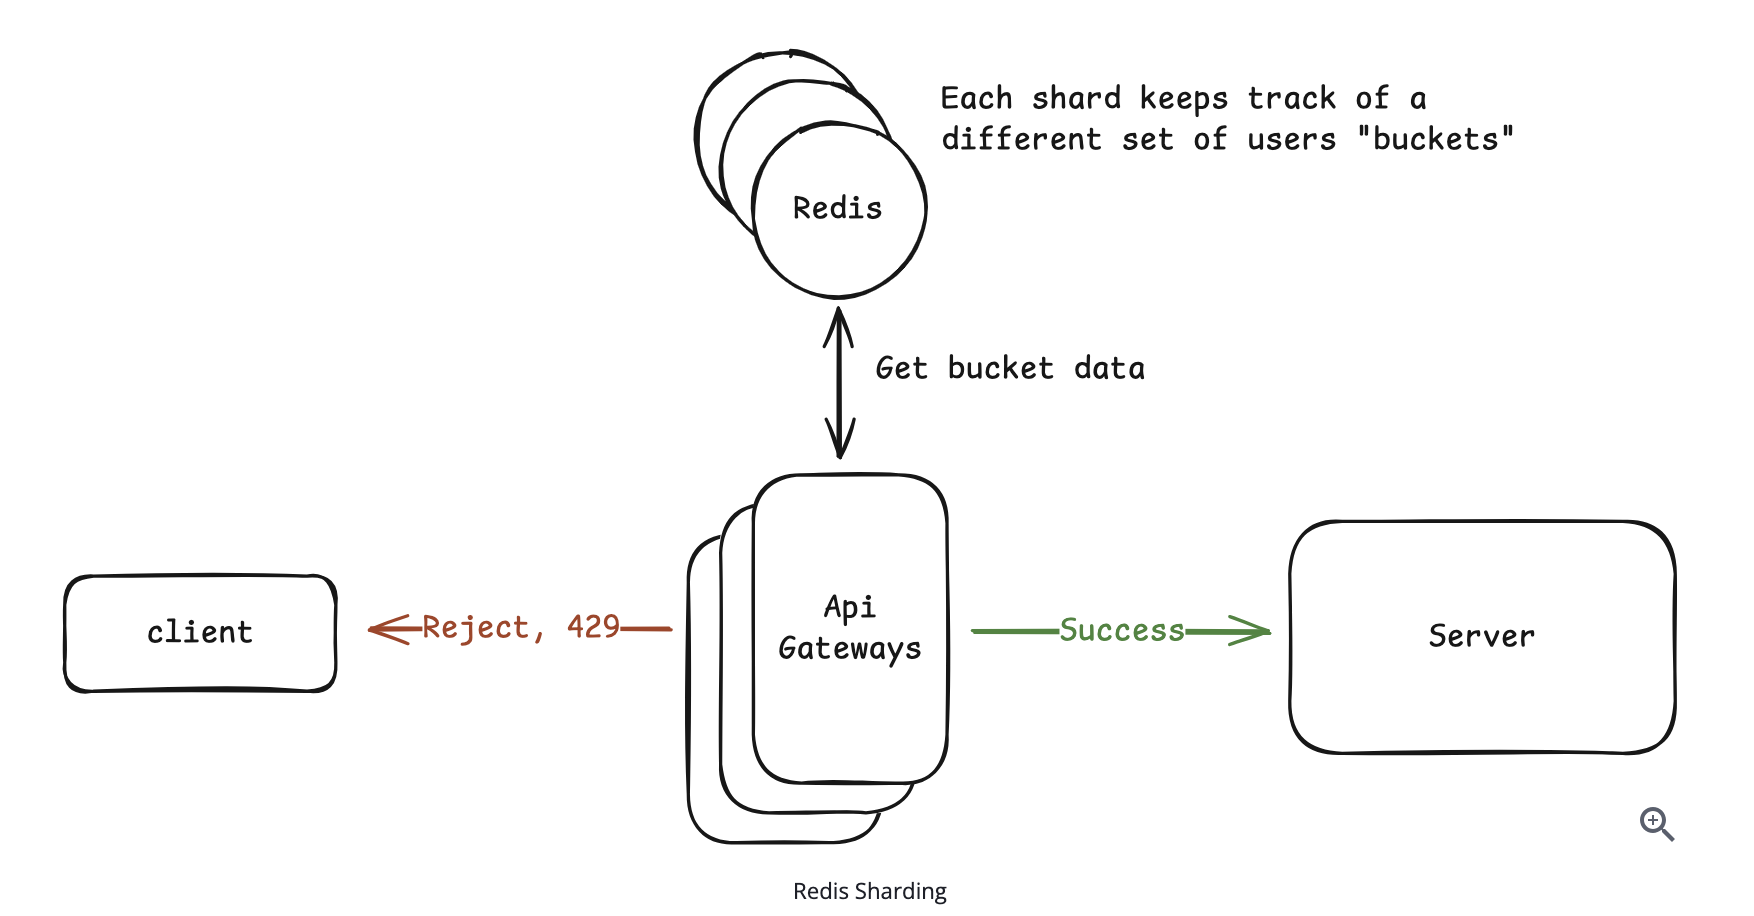 Each shard keeps track of a
different set of users "buckets"
Redis
Get bucket data
Api
Gateways
client
Reject, 429
Success
Server
Redis Sharding